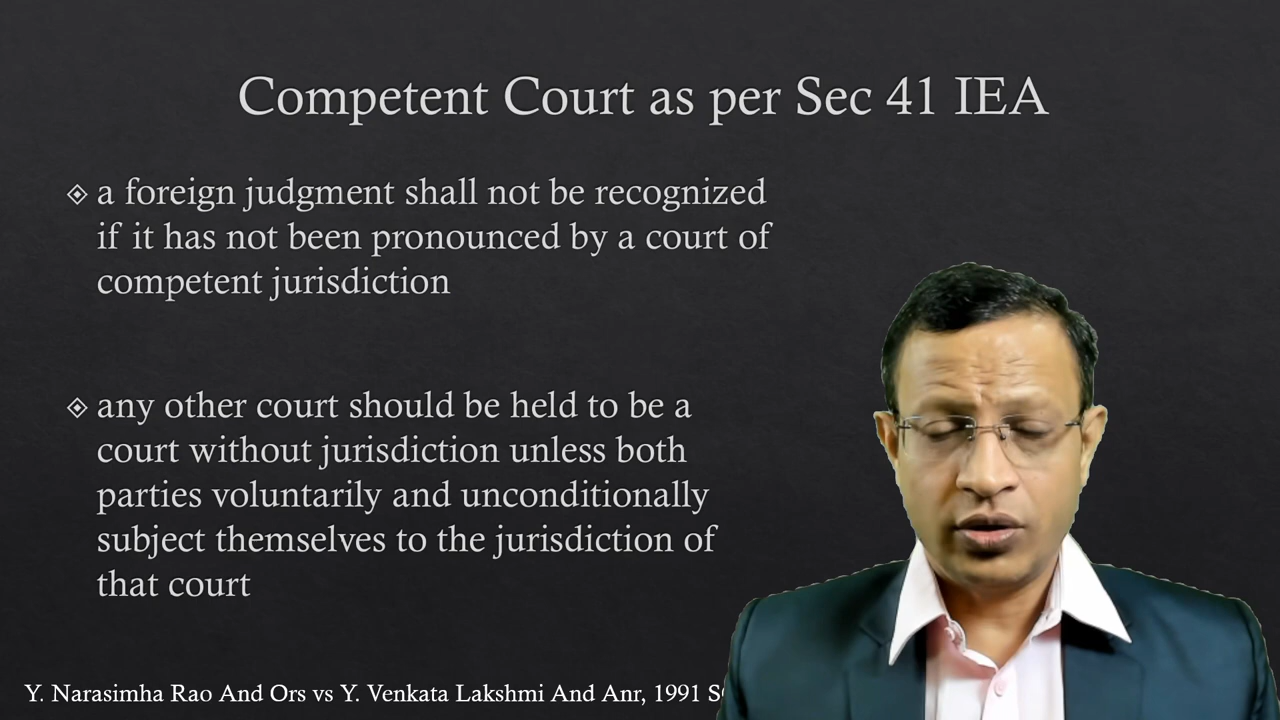 Competent Court as per Sec 41 IEA
a foreign judgment shall not be recognized
if it has not been pronounced by a court of
competent jurisdiction
any other court should be held to be a
court without jurisdiction unless both
parties voluntarily and unconditionally
subject themselves to the jurisdiction of
that court
Y. Narasimha Rao And Ors vs Y. Venkata Lakshmi And Anr, 1991